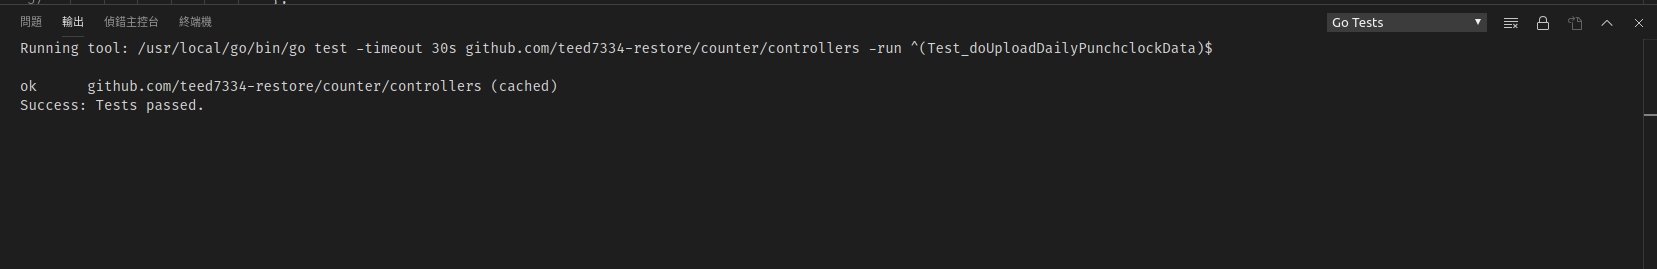 問題 輸出 偵錯主控台 終端機 Go Tests
Running tool: /usr/local/go/bin/go test -timeout 30s github.com/teed7334-restore/counter/controllers -run ^(Test_doUploadDailyPunchclockData)$
ok github.com/teed7334-restore/counter/controllers (cached)
Success: Tests passed.